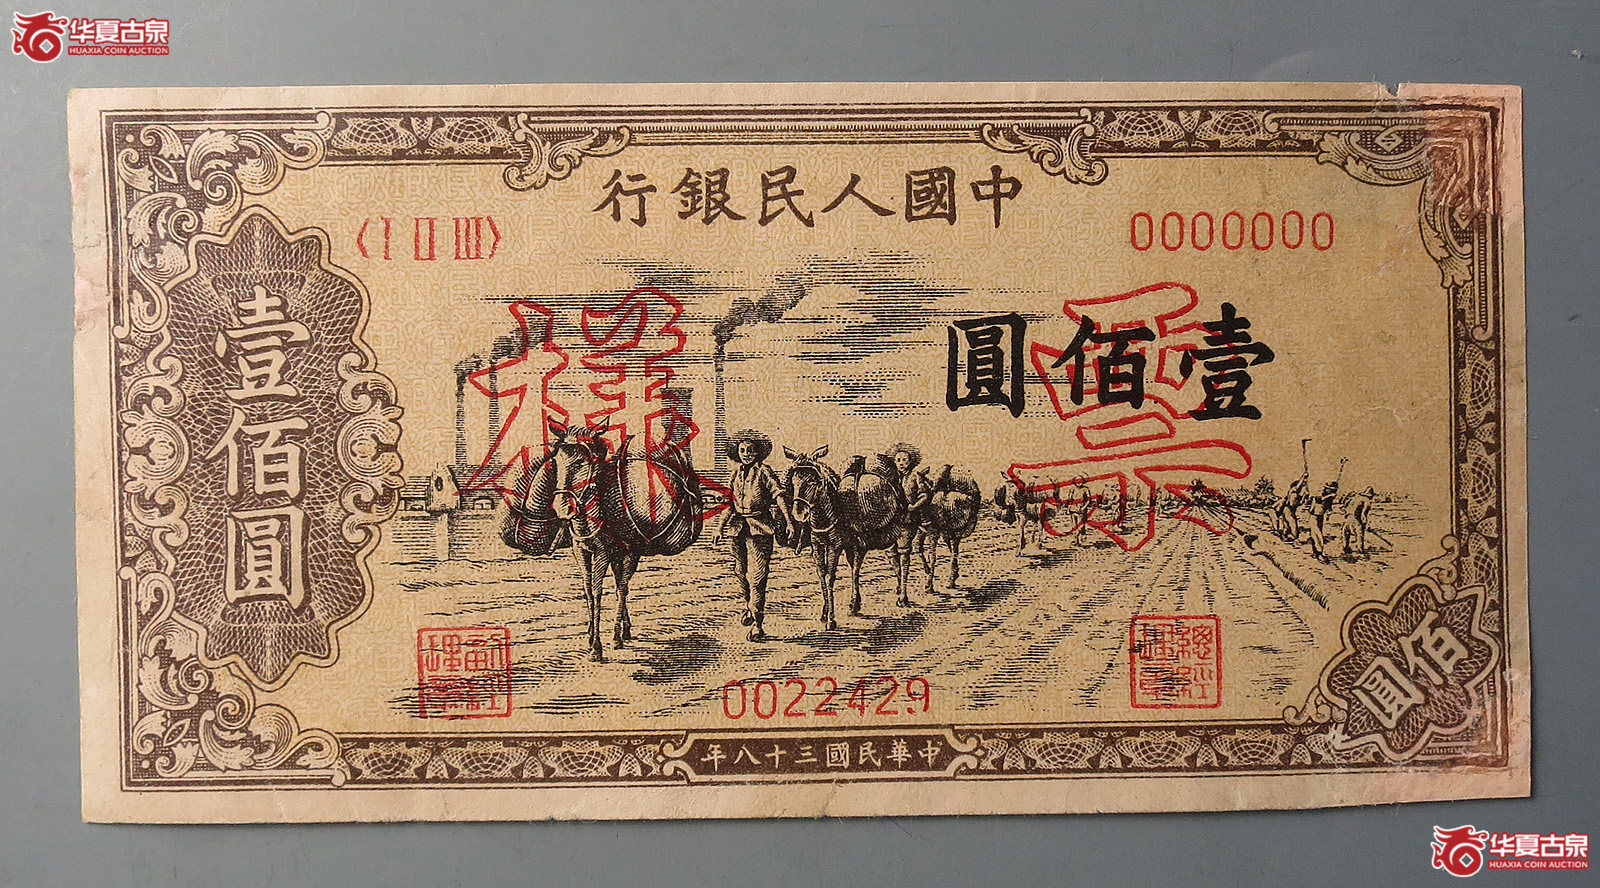 华夏古泉
HUAXIA COIN AUCTION
行銀民人國中
〈I II III〉
0000000
樣
票
圓佰壹
壹佰圓
0022429
佰圓
年八十三國民華中
华夏古泉
HUAXIA COIN AUCTION